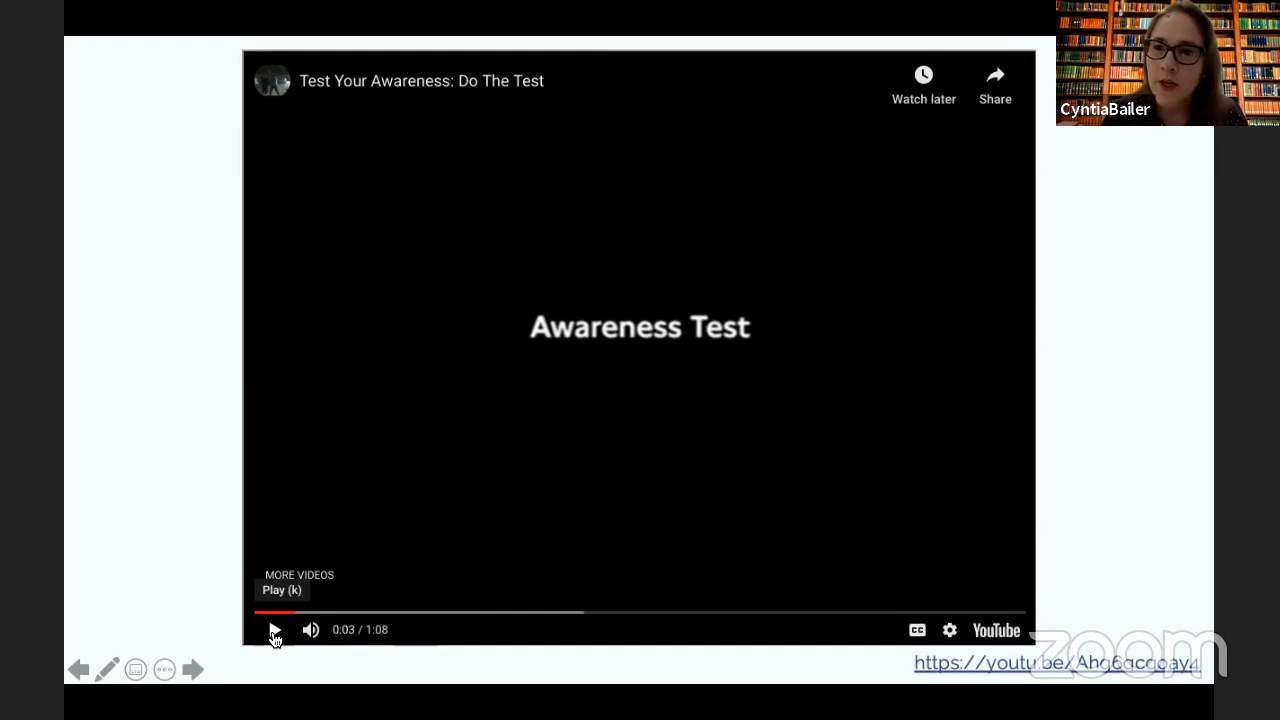 Test Your Awareness: Do The Test
Watch later
Share
CyntiaBailer
Awareness Test
MORE VIDEOS
Play (k)
0:03 / 1:08
CC
YouTube
zoom